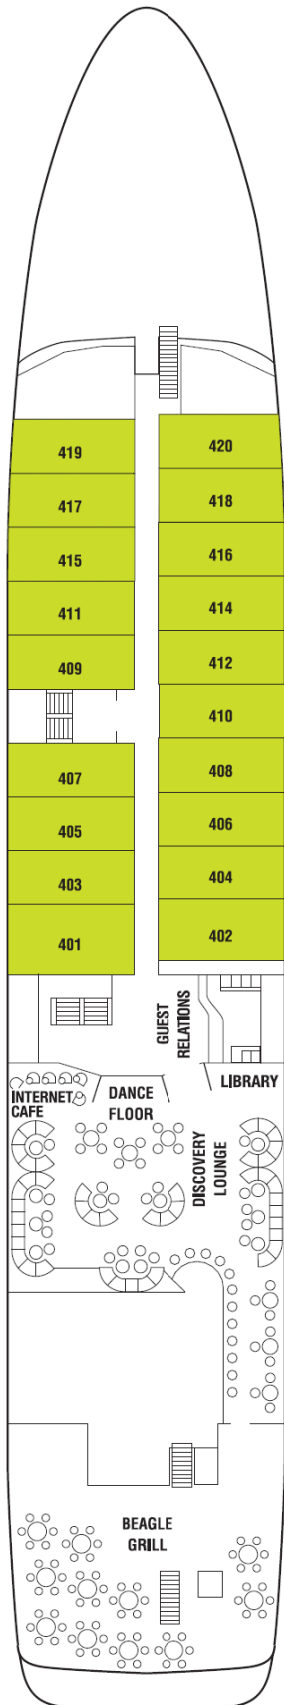 419
420
417
418
415
416
411
414
409
412
410
407
408
405
406
403
404
401
402
GUEST
RELATIONS
INTERNET
CAFE
DANCE
FLOOR
LIBRARY
DISCOVERY
LOUNGE
BEAGLE
GRILL